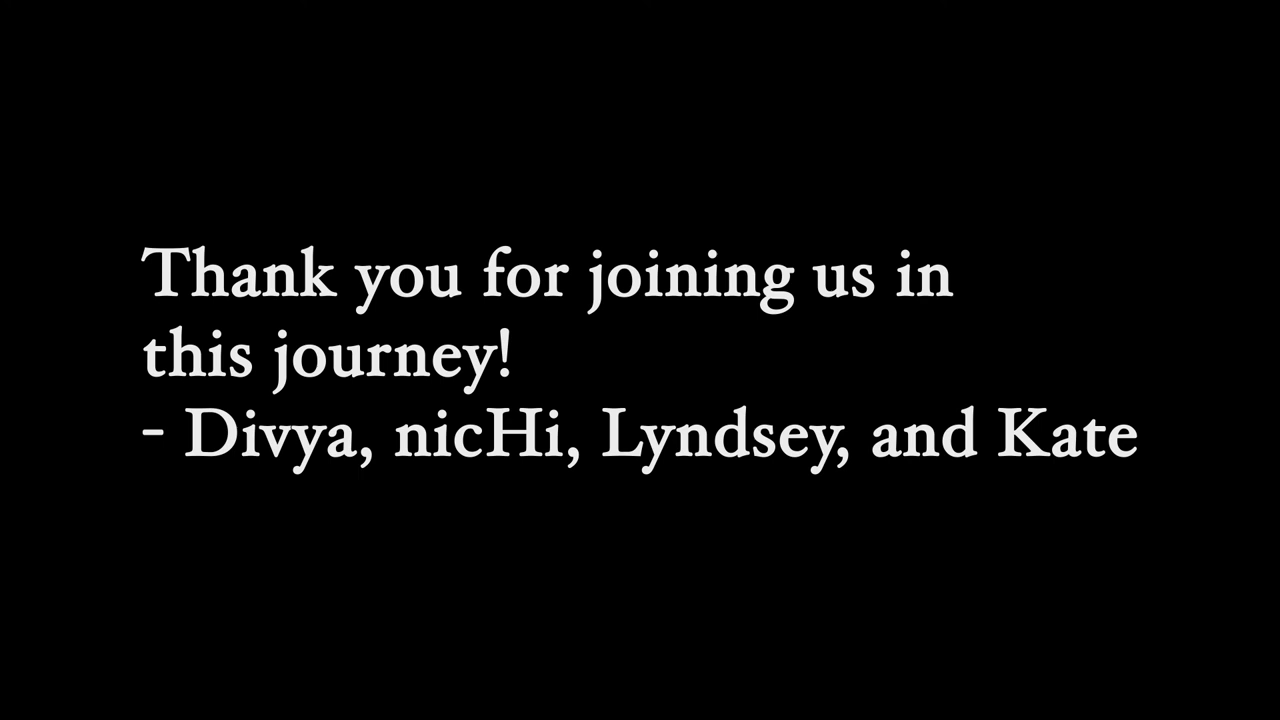 Thank you for joining us in
this journey!
- Divya, nicHi, Lyndsey, and Kate